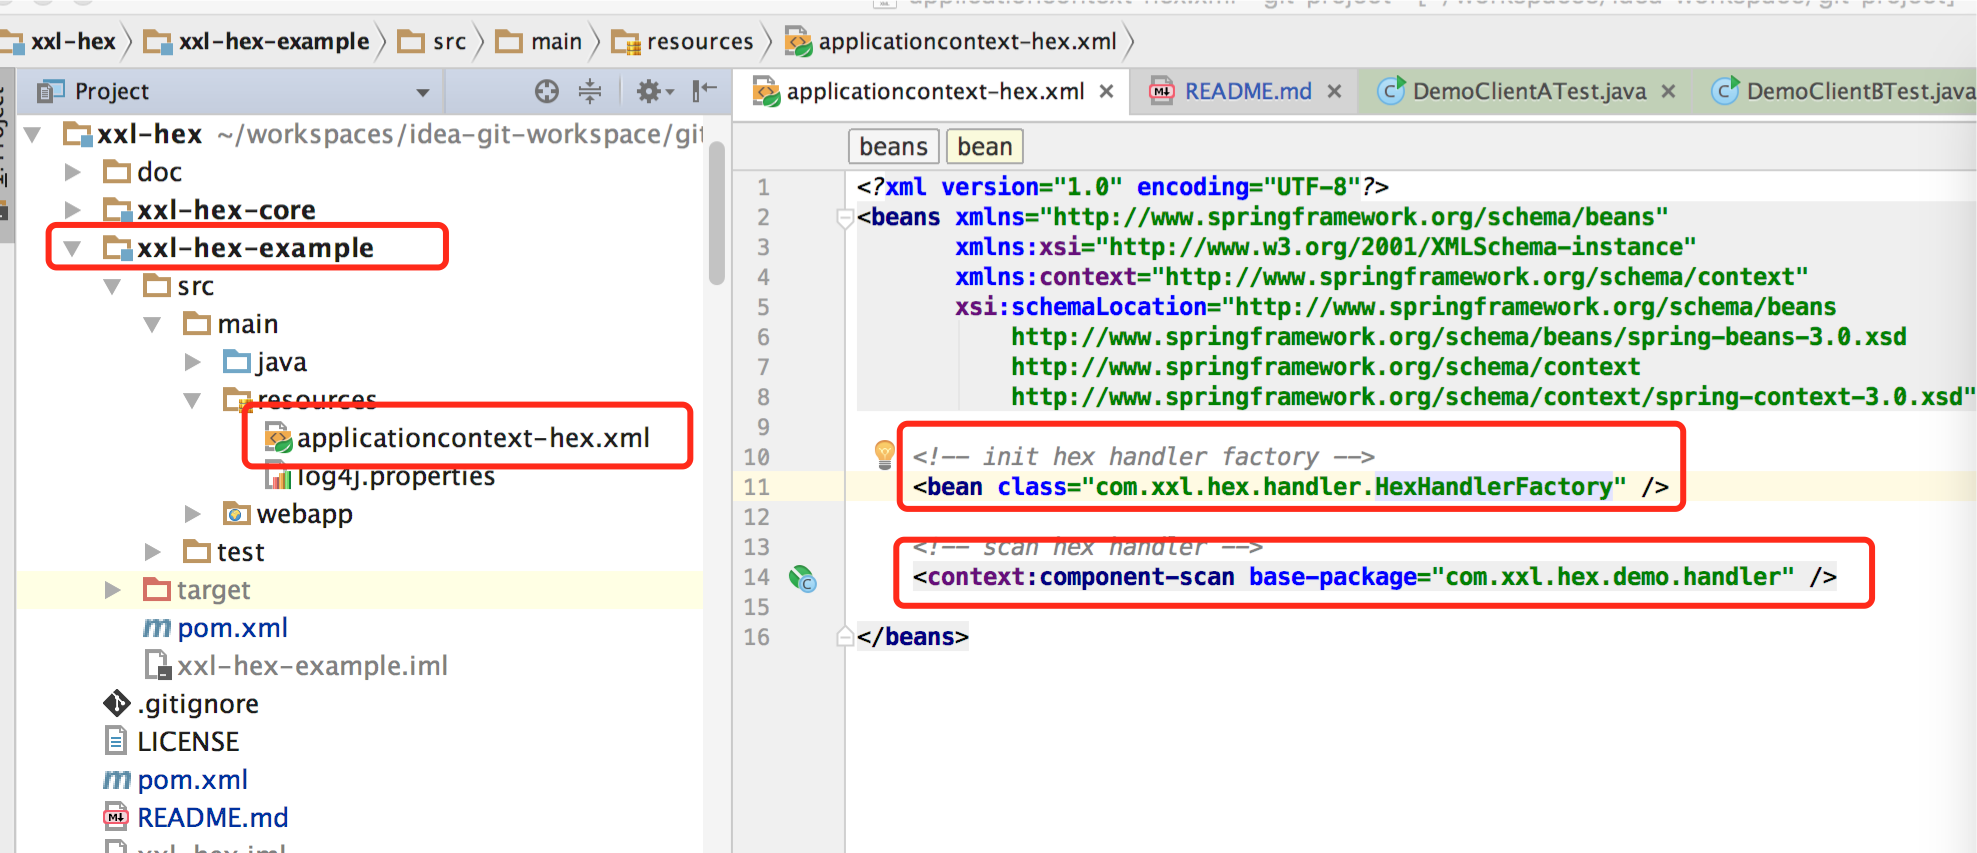 xxl-hex xxl-hex-example src main resources applicationcontext-hex.xml
Project
applicationcontext-hex.xml README.md DemoClientATest.java DemoClientBTest.java
xxl-hex ~/workspaces/idea-git-workspace/git
doc
xxl-hex-core
xxl-hex-example
src
main
java
resources
applicationcontext-hex.xml
log4j.properties
webapp
test
target
pom.xml
xxl-hex-example.iml
.gitignore
LICENSE
pom.xml
README.md
xxl-hex.iml
beans bean
1 <?xml version="1.0" encoding="UTF-8"?>
2 <beans xmlns="http://www.springframework.org/schema/beans"
3 xmlns:xsi="http://www.w3.org/2001/XMLSchema-instance"
4 xmlns:context="http://www.springframework.org/schema/context"
5 xsi:schemaLocation="http://www.springframework.org/schema/beans
6 http://www.springframework.org/schema/beans/spring-beans-3.0.xsd
7 http://www.springframework.org/schema/context
8 http://www.springframework.org/schema/context/spring-context-3.0.xsd"
9
10 <!-- init hex handler factory -->
11 <bean class="com.xxl.hex.handler.HexHandlerFactory" />
12
13 <!-- scan hex handler -->
14 <context:component-scan base-package="com.xxl.hex.demo.handler" />
15
16 </beans>